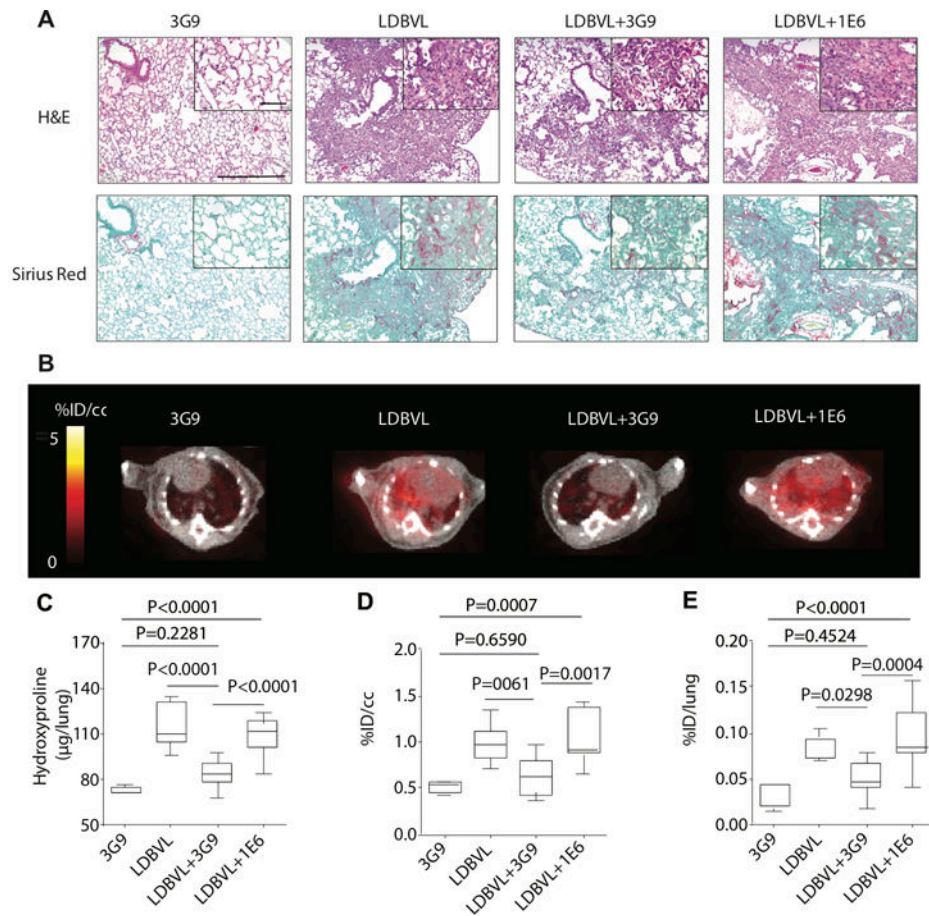 A
3G9 LDBVL LDBVL+3G9 LDBVL+1E6
H&E
Sirius Red
B
%ID/cc
3G9 LDBVL LDBVL+3G9 LDBVL+1E6
5
0
C
P<0.0001
P=0.2281
P<0.0001
P<0.0001
Hydroxyproline
(µg/lung)
170
140
110
80
50
3G9 LDBVL LDBVL+3G9 LDBVL+1E6
D
P=0.0007
P=0.6590
P=0061
P=0.0017
%ID/cc
2.0
1.5
1.0
0.5
0.0
3G9 LDBVL LDBVL+3G9 LDBVL+1E6
E
P<0.0001
P=0.4524
P=0.0004
P=0.0298
%ID/lung
0.20
0.15
0.10
0.05
0.00
3G9 LDBVL LDBVL+3G9 LDBVL+1E6